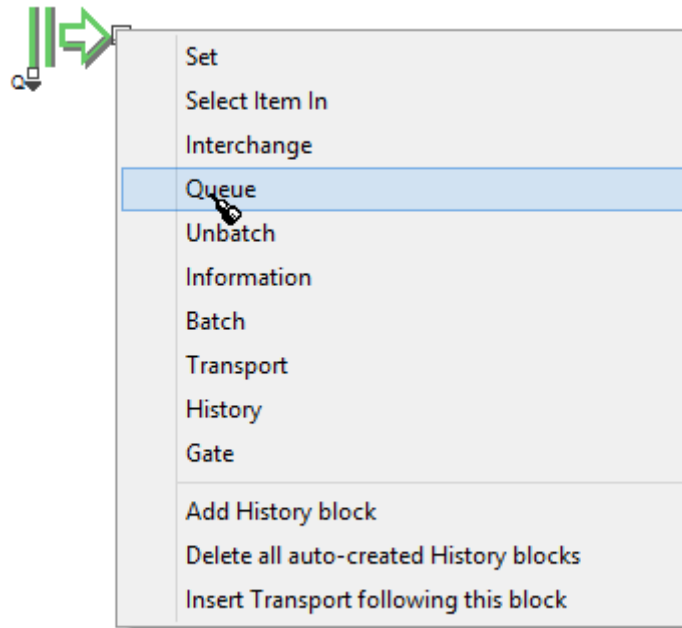 Q
Set
Select Item In
Interchange
Queue
Unbatch
Information
Batch
Transport
History
Gate
Add History block
Delete all auto-created History blocks
Insert Transport following this block